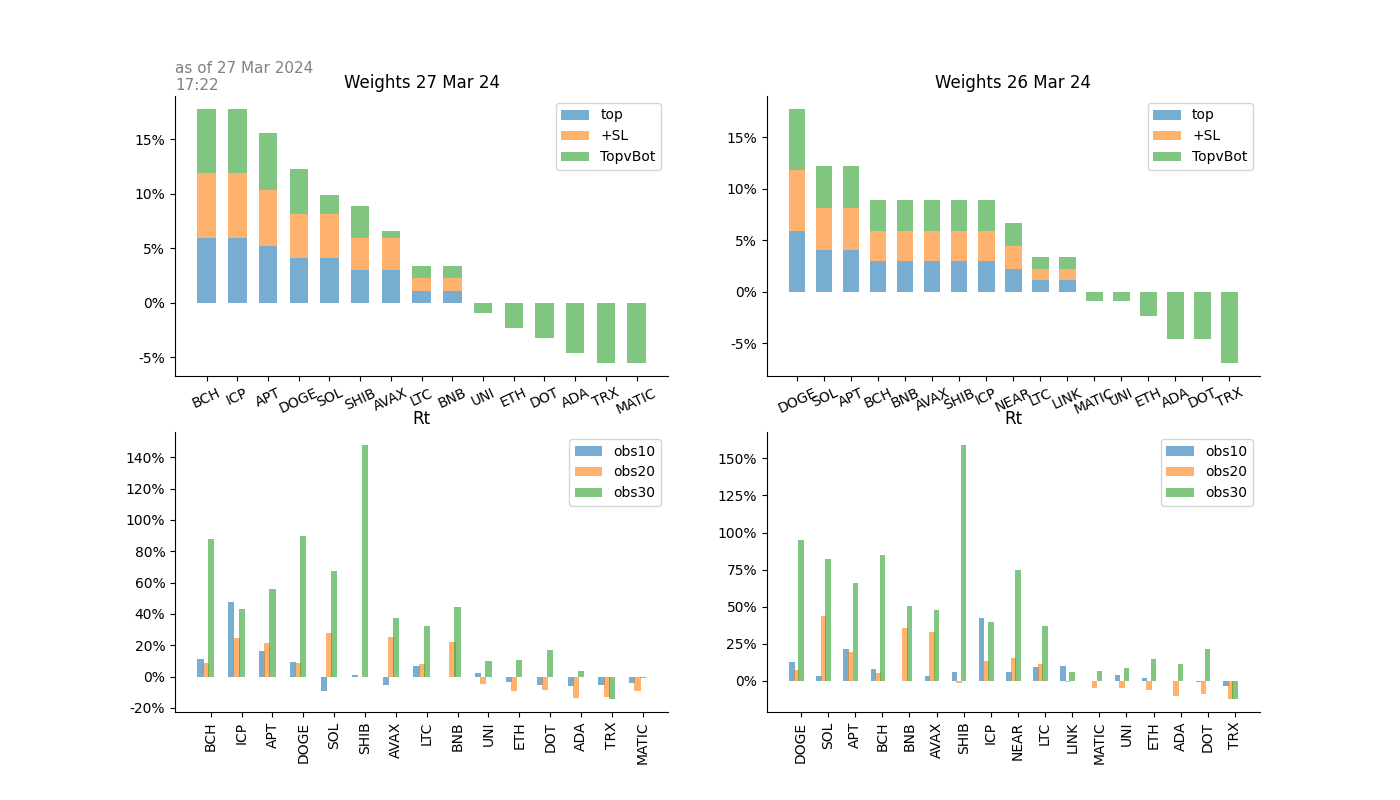 as of 27 Mar 2024
17:22
Weights 27 Mar 24
15%
10%
5%
0%
-5%
top
+SL
TopvBot
BCH ICP APT DOGE SOL SHIB AVAX LTC BNB UNI ETH DOT ADA TRX MATIC
Weights 26 Mar 24
15%
10%
5%
0%
-5%
top
+SL
TopvBot
DOGE SOL APT BCH BNB AVAX SHIB ICP NEAR LTC LINK MATIC UNI ETH ADA DOT TRX
Rt
140%
120%
100%
80%
60%
40%
20%
0%
-20%
obs10
obs20
obs30
BCH ICP APT DOGE SOL SHIB AVAX LTC BNB UNI ETH DOT ADA TRX MATIC
Rt
150%
125%
100%
75%
50%
25%
0%
obs10
obs20
obs30
DOGE SOL APT BCH BNB AVAX SHIB ICP NEAR LTC LINK MATIC UNI ETH ADA DOT TRX